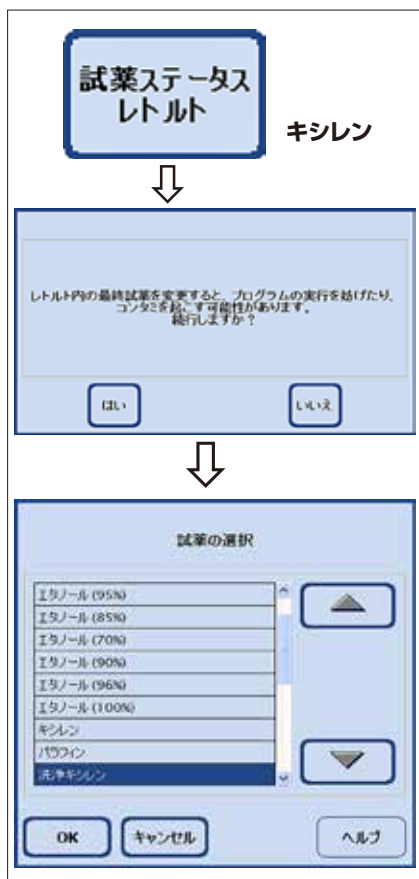 試薬ステータス
レトルト
キシレン
レトルト内の最終試薬を変更すると、プログラムの実行を妨げたり、
コンタミを起こす可能性があります。
続行しますか？
はい
いいえ
試薬の選択
エタノール (95%)
エタノール (85%)
エタノール (70%)
エタノール (90%)
エタノール (96%)
エタノール (100%)
キシレン
パラフィン
洗浄キシレン
OK
キャンセル
ヘルプ